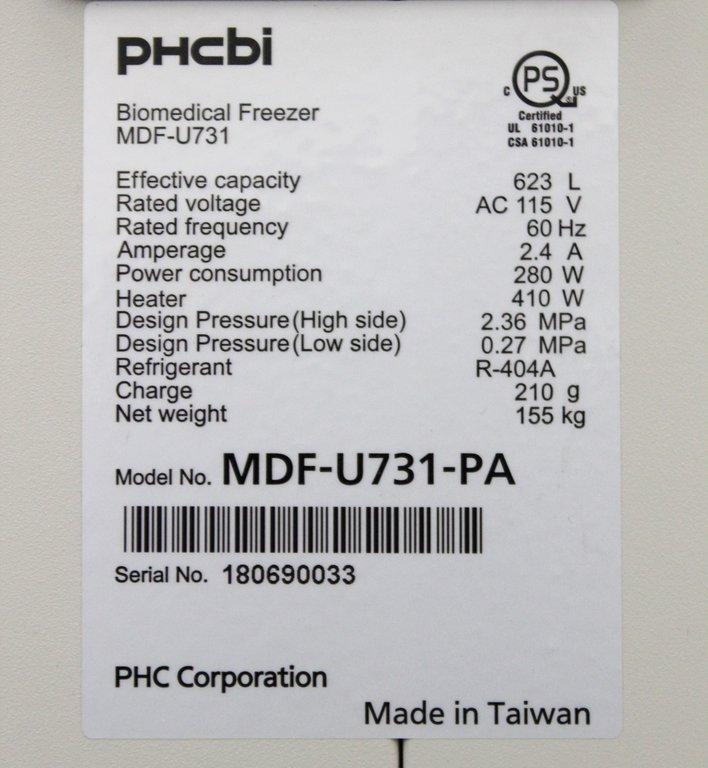 PHCbi
C PS US
Certified
UL 61010-1
CSA 61010-1
Biomedical Freezer
MDF-U731
Effective capacity 623 L
Rated voltage AC 115 V
Rated frequency 60 Hz
Amperage 2.4 A
Power consumption 280 W
Heater 410 W
Design Pressure(High side) 2.36 MPa
Design Pressure(Low side) 0.27 MPa
Refrigerant R-404A
Charge 210 g
Net weight 155 kg
Model No. MDF-U731-PA
Serial No. 180690033
PHC Corporation
Made in Taiwan